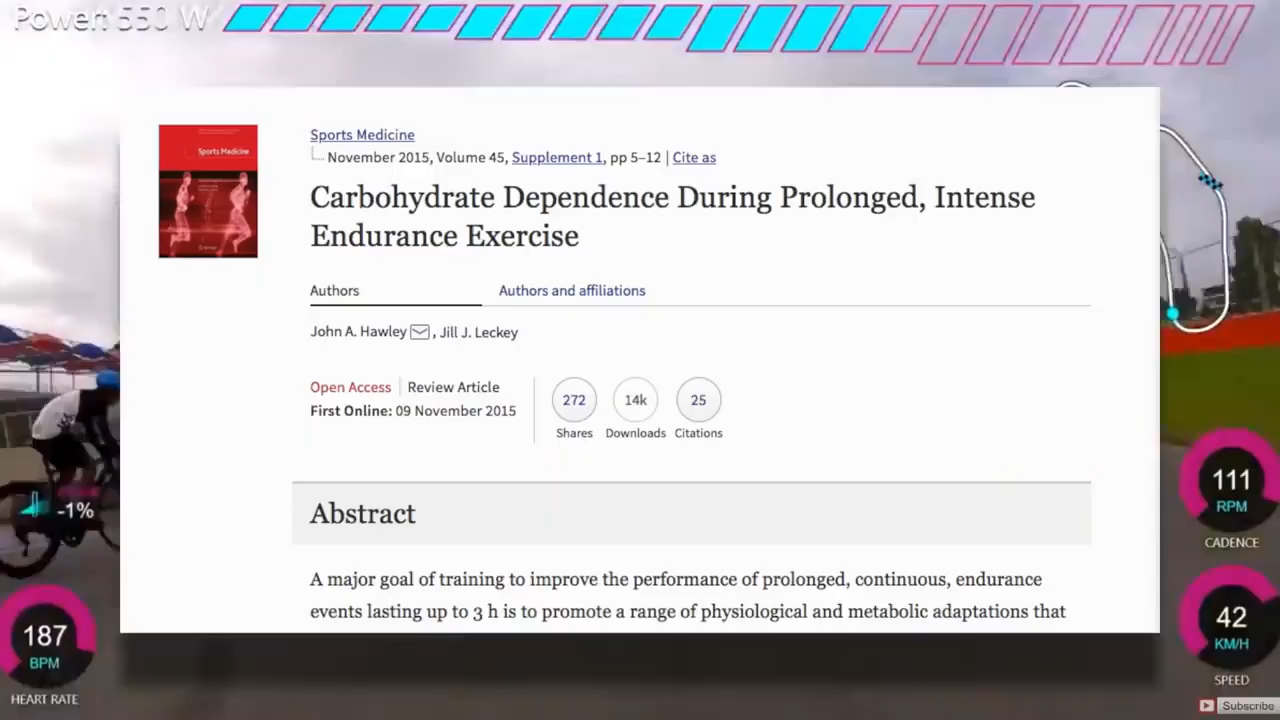 Power: 550 W
Sports Medicine
November 2015, Volume 45, Supplement 1, pp 5–12 | Cite as
Sports Medicine
Carbohydrate Dependence During Prolonged, Intense
Endurance Exercise
Authors
Authors and affiliations
John A. Hawley , Jill J. Leckey
Open Access Review Article
First Online: 09 November 2015
272
14k
25
Shares
Downloads
Citations
Abstract
A major goal of training to improve the performance of prolonged, continuous, endurance
events lasting up to 3 h is to promote a range of physiological and metabolic adaptations that
-1%
187
BPM
HEART RATE
111
RPM
CADENCE
42
KM/H
SPEED
Subscribe